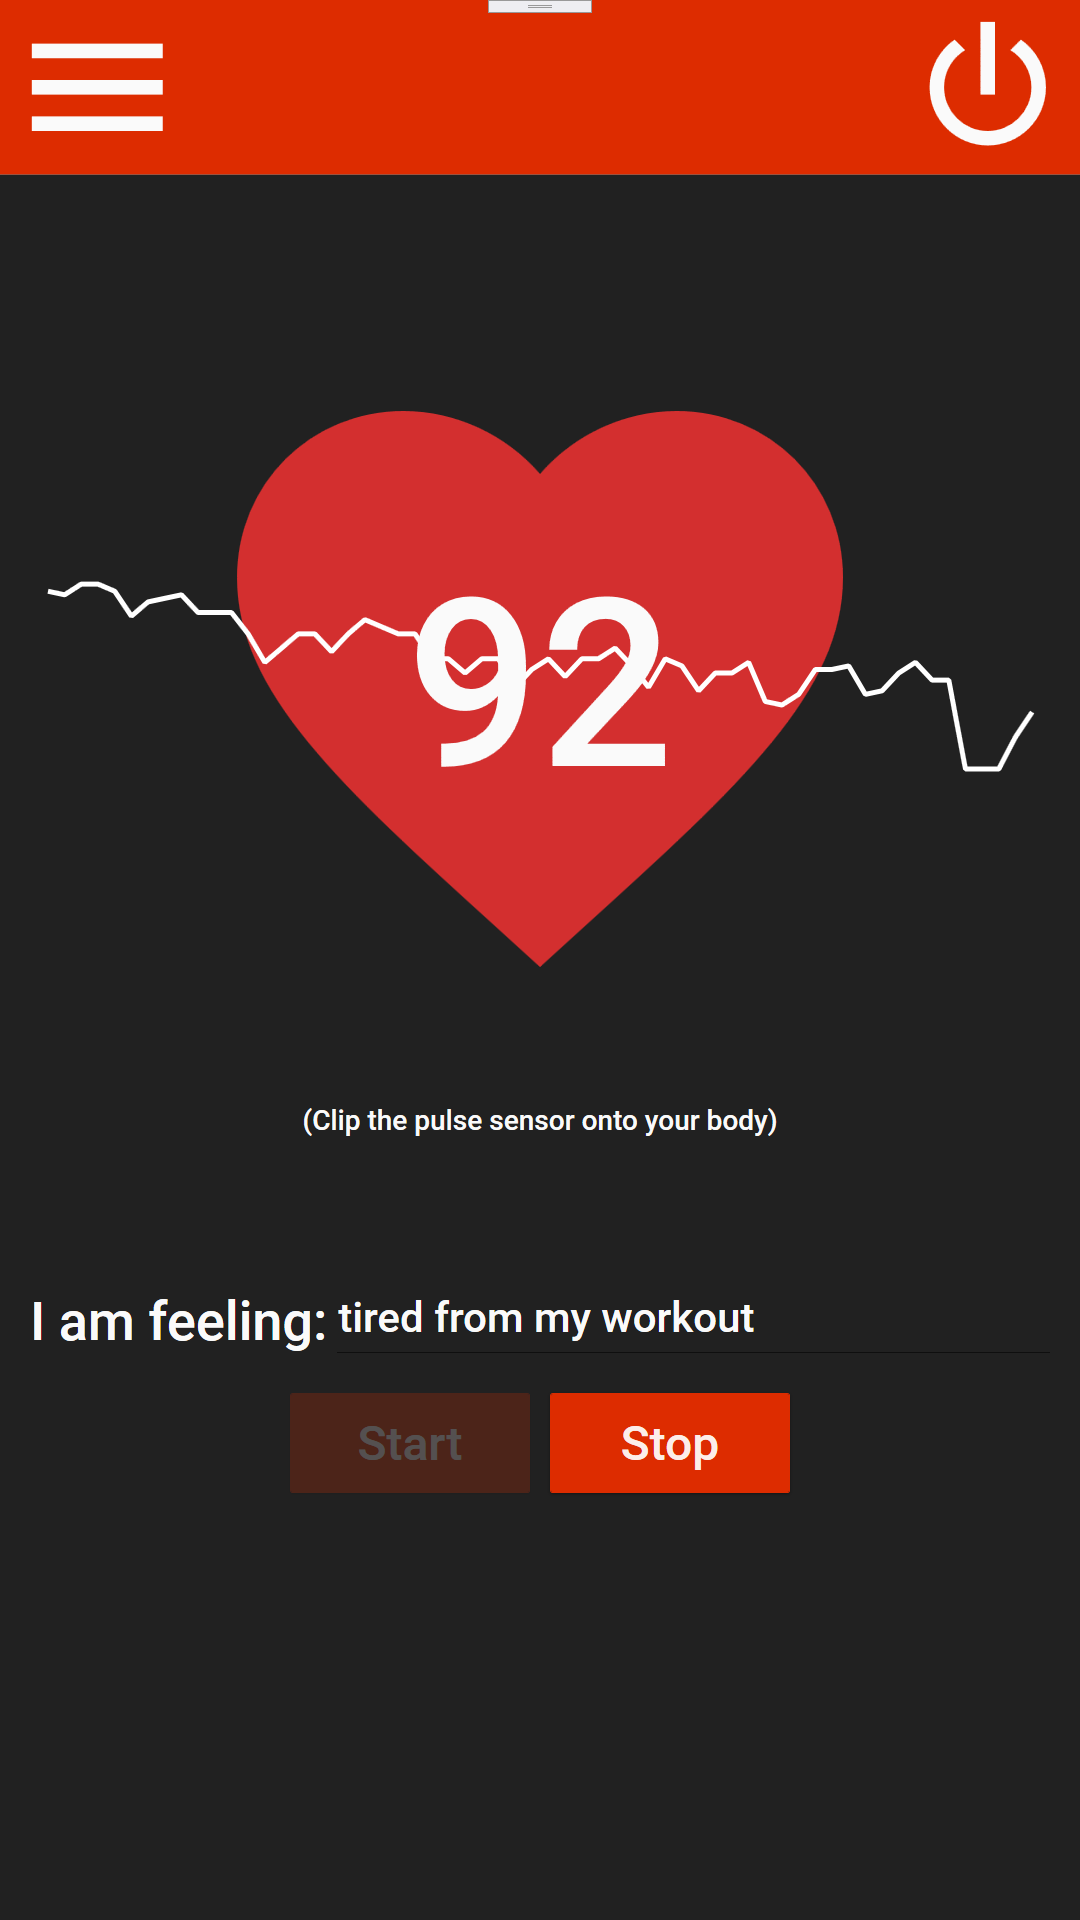 92
(Clip the pulse sensor onto your body)
I am feeling: tired from my workout
Start Stop